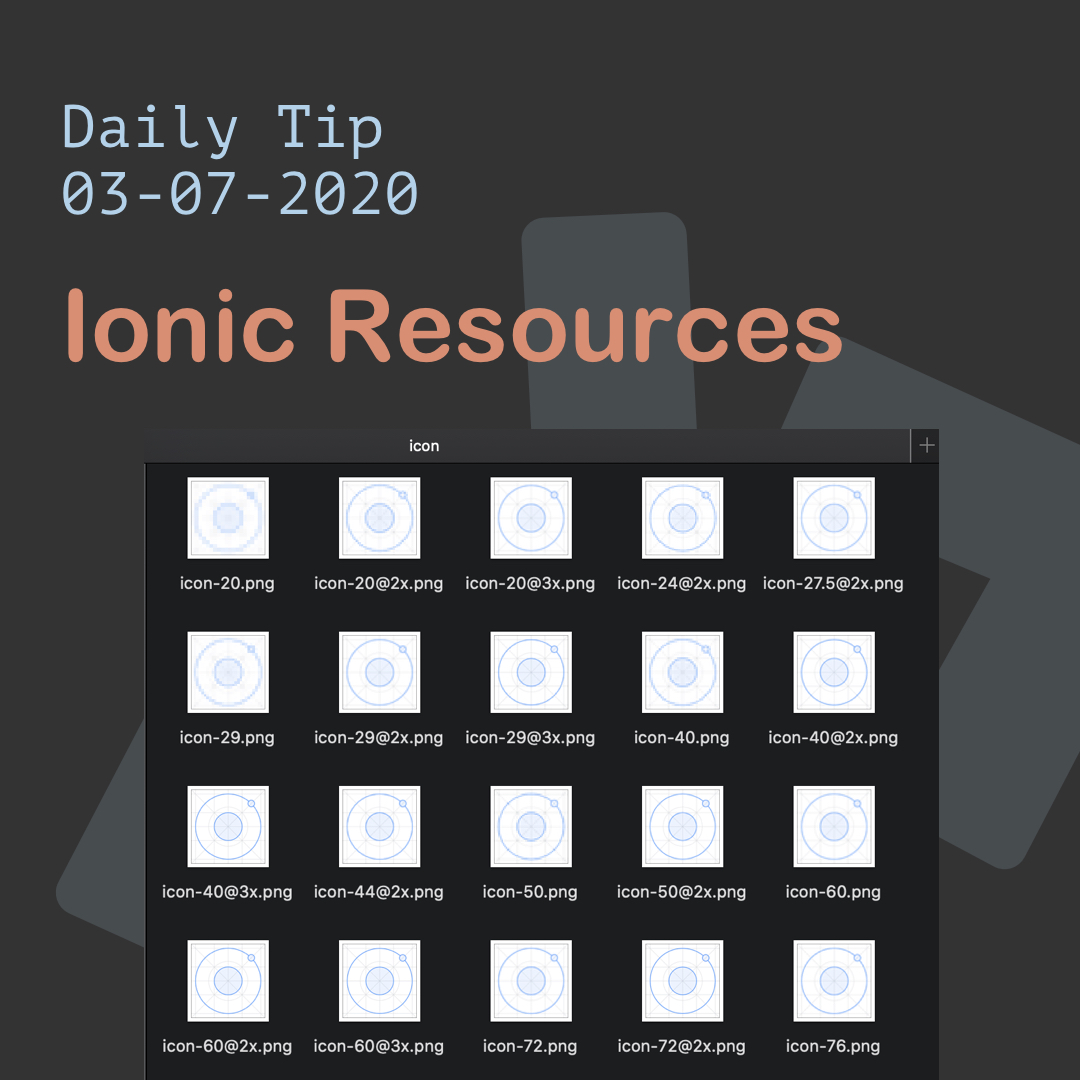 Daily Tip
03-07-2020
Ionic Resources
icon
icon-20.png icon-20@2x.png icon-20@3x.png icon-24@2x.png icon-27.5@2x.png
icon-29.png icon-29@2x.png icon-29@3x.png icon-40.png icon-40@2x.png
icon-40@3x.png icon-44@2x.png icon-50.png icon-50@2x.png icon-60.png
icon-60@2x.png icon-60@3x.png icon-72.png icon-72@2x.png icon-76.png